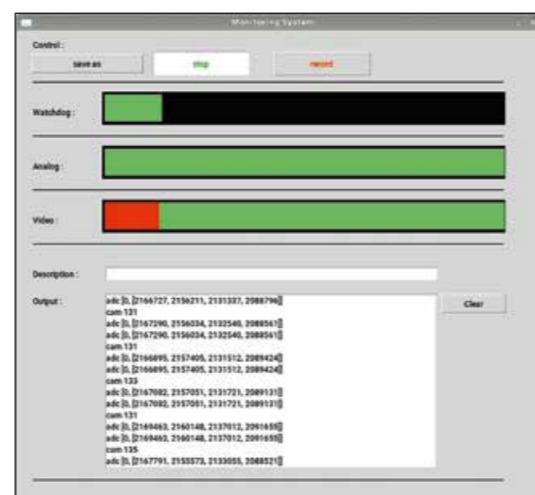 Monitoring System
Control :
save as stop record
Watchdog :
Analog :
Video :
Description :
Output : Clear
adc [0, [2166727, 2156211, 2131337, 2088796]]
cam 131
adc [0, [2167290, 2156034, 2132540, 2088561]]
adc [0, [2167290, 2156034, 2132540, 2088561]]
cam 131
adc [0, [2166895, 2157405, 2131512, 2089424]]
adc [0, [2166895, 2157405, 2131512, 2089424]]
cam 133
adc [0, [2167082, 2157051, 2131721, 2089131]]
adc [0, [2167082, 2157051, 2131721, 2089131]]
cam 131
adc [0, [2169463, 2160148, 2137012, 2091655]]
adc [0, [2169463, 2160148, 2137012, 2091655]]
cam 135
adc [0, [2167791, 2155573, 2133055, 2088521]]